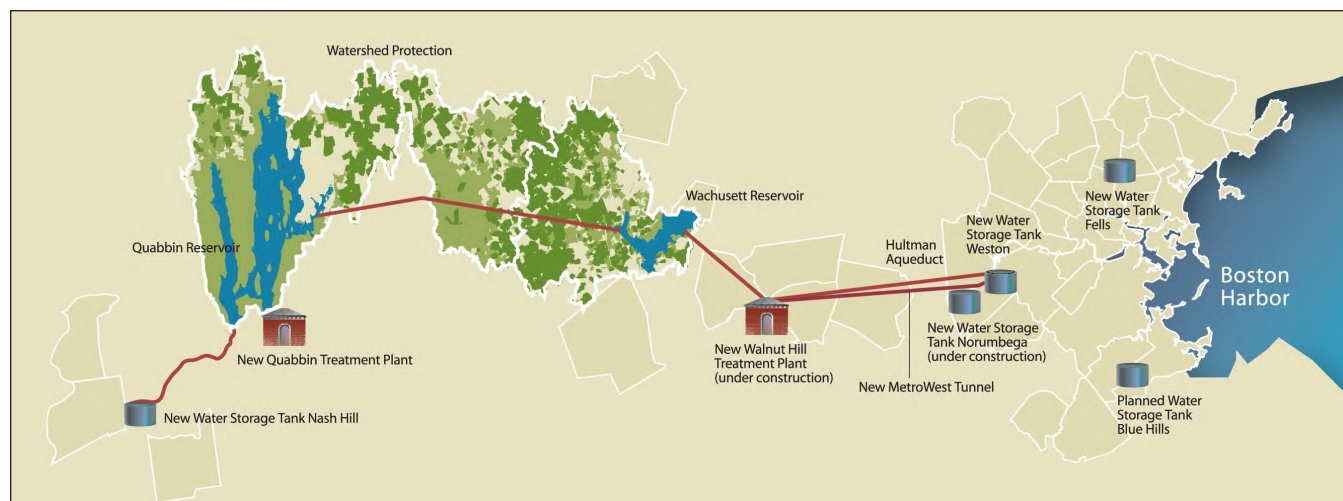 Watershed Protection
Quabbin Reservoir
New Quabbin Treatment Plant
New Water Storage Tank Nash Hill
Wachusett Reservoir
New Walnut Hill
Treatment Plant
(under construction)
Hultman
Aqueduct
New MetroWest Tunnel
New Water
Storage Tank
Weston
New Water Storage
Tank Norumbega
(under construction)
New Water
Storage Tank
Fells
Boston
Harbor
Planned Water
Storage Tank
Blue Hills